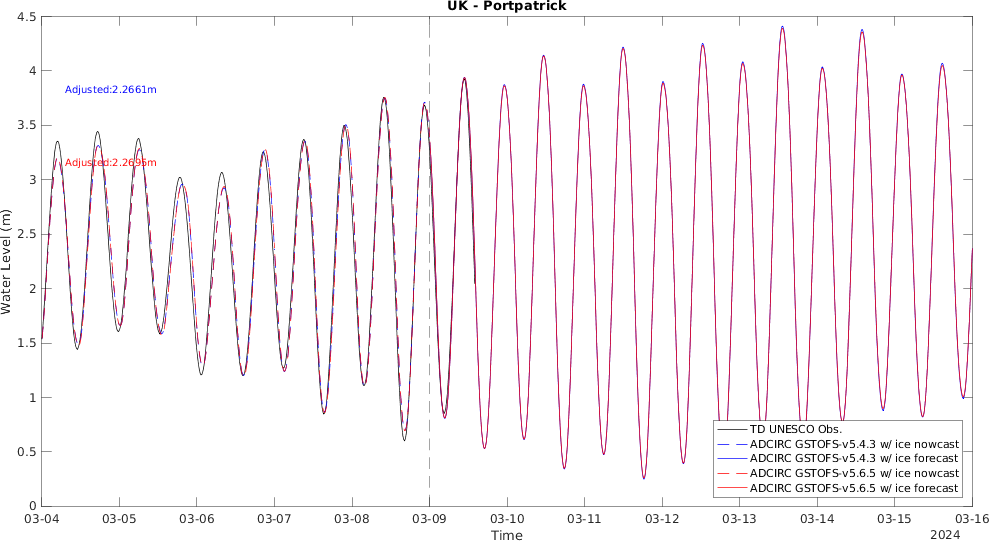 UK - Portpatrick
4.5
4
3.5
3
2.5
2
1.5
1
0.5
0
Water Level (m)
Adjusted:2.2661m
Adjusted:2.2695m
TD UNESCO Obs.
ADCIRC GSTOFS-v5.4.3 w/ ice nowcast
ADCIRC GSTOFS-v5.4.3 w/ ice forecast
ADCIRC GSTOFS-v5.6.5 w/ ice nowcast
ADCIRC GSTOFS-v5.6.5 w/ ice forecast
03-04 03-05 03-06 03-07 03-08 03-09 03-10 03-11 03-12 03-13 03-14 03-15 03-16
Time
2024